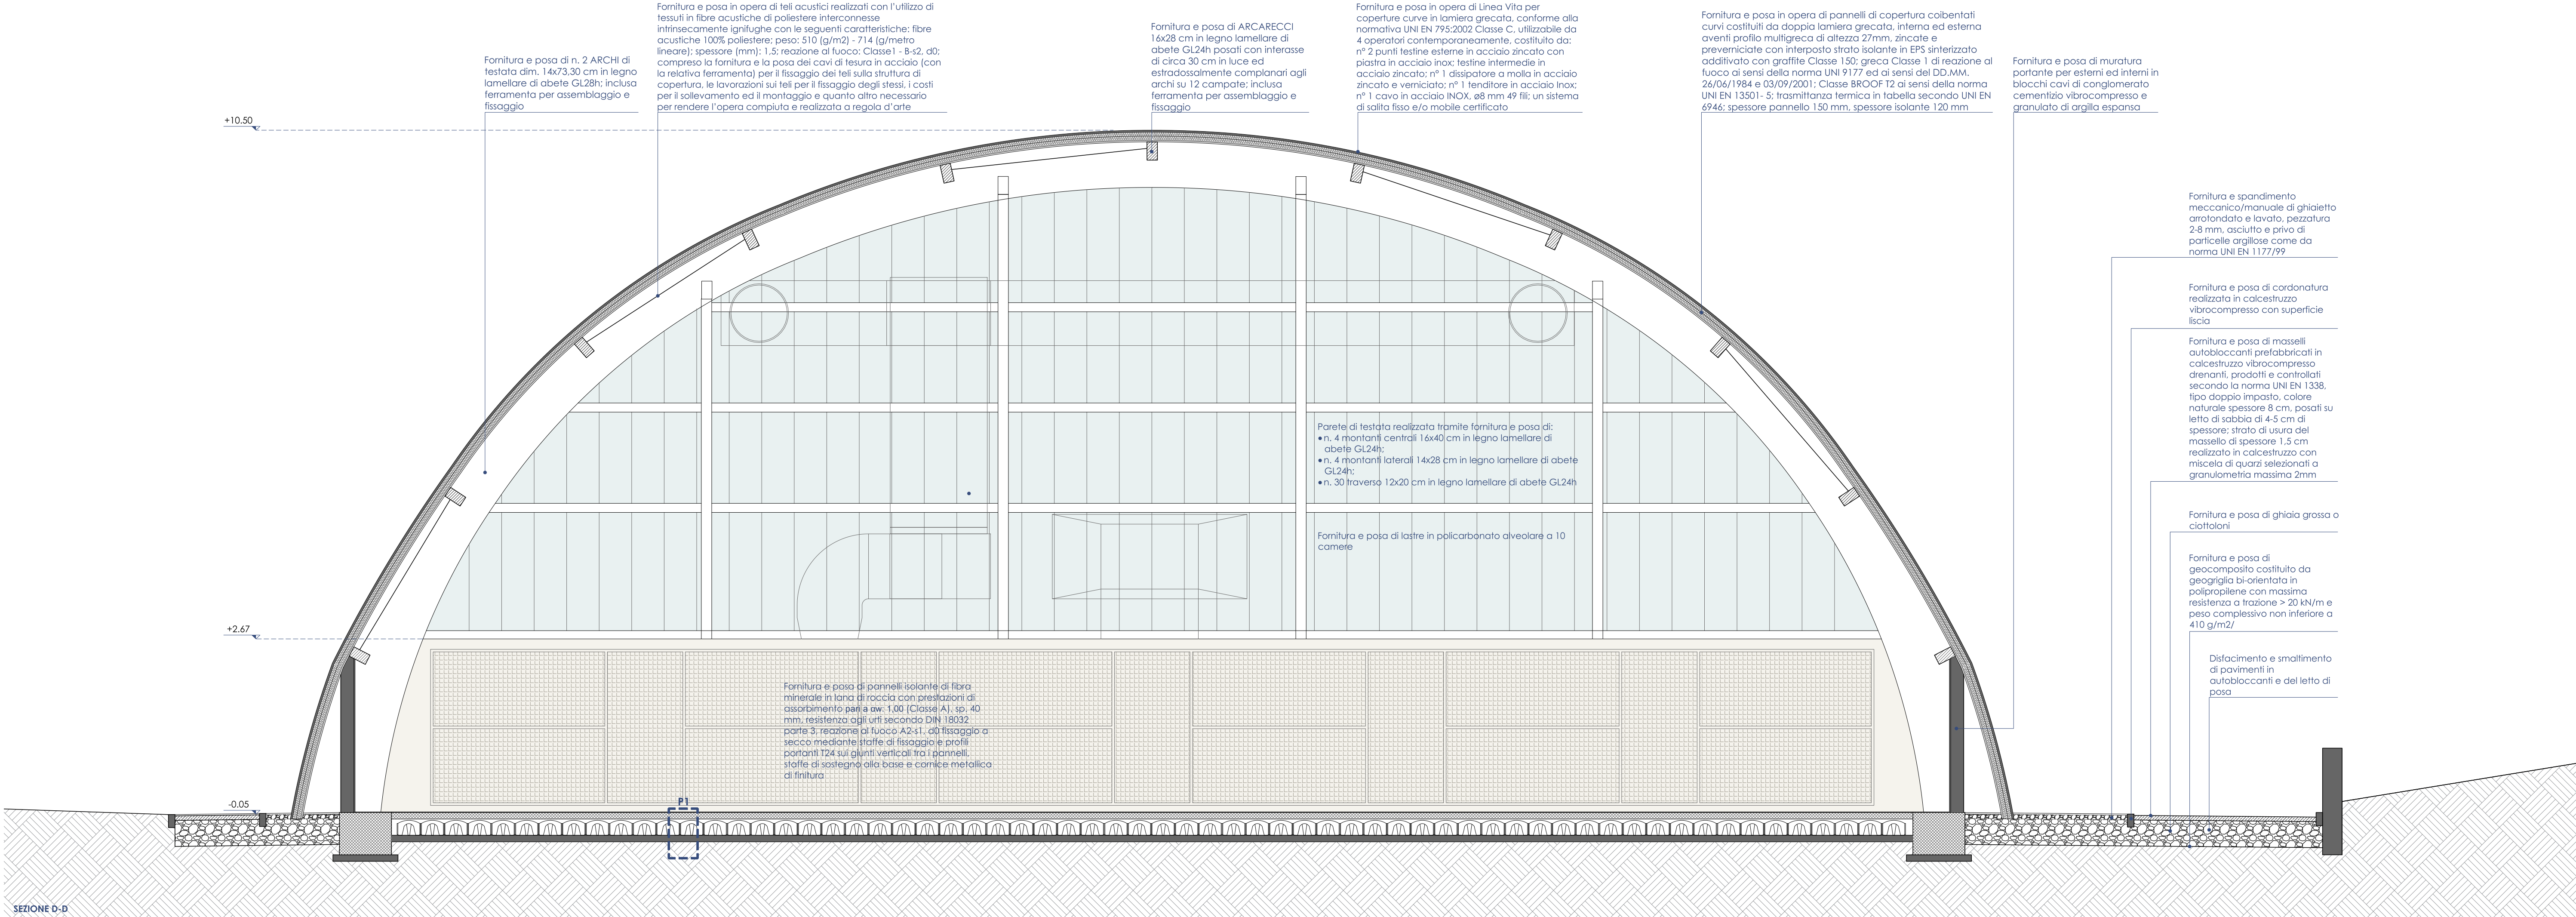 Fornitura e posa di n. 2 ARCHI di
testata dim. 14x73,30 cm in legno
lamellare di abete GL28h; inclusa
ferramenta per assemblaggio e
fissaggio
Fornitura e posa in opera di teli acustici realizzati con l'utilizzo di
tessuti in fibre acustiche di poliestere interconnesse
intrinsecamente ignifughe con le seguenti caratteristiche: fibre
acustiche 100% poliestere; peso: 510 (g/m2) - 714 (g/metro
lineare); spessore (mm): 1,5; reazione al fuoco: Classe1 - B-s2, d0;
compreso la fornitura e la posa dei cavi di tesura in acciaio (con
la relativa ferramenta) per il fissaggio dei teli sulla struttura di
copertura, le lavorazioni sui teli per il fissaggio degli stessi, i costi
per il sollevamento ed il montaggio e quanto altro necessario
per rendere l'opera compiuta e realizzata a regola d'arte
Fornitura e posa di ARCARECCI
16x28 cm in legno lamellare di
abete GL24h posati con interasse
di circa 30 cm in luce ed
estradossalmente complanari agli
archi su 12 campate; inclusa
ferramenta per assemblaggio e
fissaggio
Fornitura e posa in opera di Linea Vita per
coperture curve in lamiera grecata, conforme alla
normativa UNI EN 795:2002 Classe C, utilizzabile da
4 operatori contemporaneamente, costituito da:
n° 2 punti testine esterne in acciaio zincato con
piastra in acciaio inox; testine intermedie in
acciaio zincato; n° 1 dissipatore a molla in acciaio
zincato e verniciato; n° 1 tenditore in acciaio Inox;
n° 1 cavo in acciaio INOX, ø8 mm 49 fili; un sistema
di salita fisso e/o mobile certificato
Fornitura e posa in opera di pannelli di copertura coibentati
curvi costituiti da doppia lamiera grecata, interna ed esterna
aventi profilo multigreca di altezza 27mm, zincate e
preverniciate con interposto strato isolante in EPS sinterizzato
additivato con graffite Classe 150; greca Classe 1 di reazione al
fuoco ai sensi della norma UNI 9177 ed ai sensi del DD.MM.
26/06/1984 e 03/09/2001; Classe BROOF T2 ai sensi della norma
UNI EN 13501- 5; trasmittanza termica in tabella secondo UNI EN
6946; spessore pannello 150 mm, spessore isolante 120 mm
Fornitura e posa di muratura
portante per esterni ed interni in
blocchi cavi di conglomerato
cementizio vibrocompresso e
granulato di argilla espansa
+10.50
Fornitura e spandimento
meccanico/manuale di ghiaietto
arrotondato e lavato, pezzatura
2-8 mm, asciutto e privo di
particelle argillose come da
norma UNI EN 1177/99
Fornitura e posa di cordonatura
realizzata in calcestruzzo
vibrocompresso con superficie
liscia
Fornitura e posa di masselli
autobloccanti prefabbricati in
calcestruzzo vibrocompresso
drenanti, prodotti e controllati
secondo la norma UNI EN 1338,
tipo doppio impasto, colore
naturale spessore 8 cm, posati su
letto di sabbia di 4-5 cm di
spessore; strato di usura del
massello di spessore 1,5 cm
realizzato in calcestruzzo con
miscela di quarzi selezionati a
granulometria massima 2mm
Parete di testata realizzata tramite fornitura e posa di:
• n. 4 montanti centrali 16x40 cm in legno lamellare di
abete GL24h;
• n. 4 montanti laterali 14x28 cm in legno lamellare di abete
GL24h;
• n. 30 traverso 12x20 cm in legno lamellare di abete GL24h
Fornitura e posa di lastre in policarbonato alveolare a 10
camere
Fornitura e posa di ghiaia grossa o
ciottoloni
Fornitura e posa di
geocomposito costituito da
geogriglia bi-orientata in
polipropilene con massima
resistenza a trazione > 20 kN/m e
peso complessivo non inferiore a
410 g/m2/
+2.67
Disfacimento e smaltimento
di pavimenti in
autobloccanti e del letto di
posa
Fornitura e posa di pannelli isolante di fibra
minerale in lana di roccia con prestazioni di
assorbimento pari a αw: 1,00 (Classe A), sp. 40
mm, resistenza agli urti secondo DIN 18032
parte 3, reazione al fuoco A2-s1, d0 fissaggio a
secco mediante staffe di fissaggio e profili
portanti T24 sui giunti verticali tra i pannelli,
staffe di sostegno alla base e cornice metallica
di finitura
-0.05
P1
SEZIONE D-D